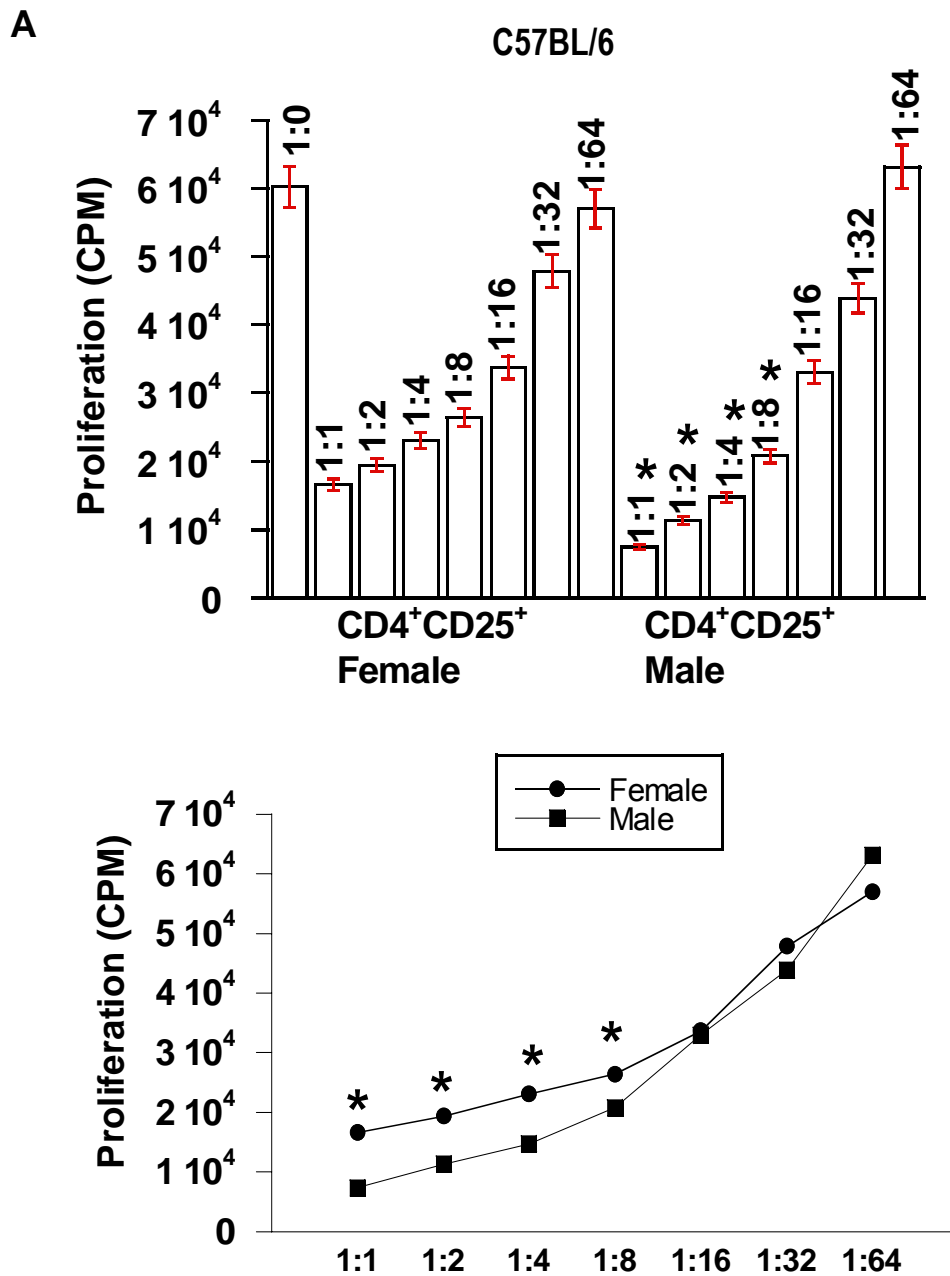 A
C57BL/6
Proliferation (CPM)
7 10⁴
6 10⁴
5 10⁴
4 10⁴
3 10⁴
2 10⁴
1 10⁴
0
1:0
1:1
1:2
1:4
1:8
1:16
1:32
1:64
1:1 *
1:2 *
1:4 *
1:8 *
1:16
1:32
1:64
CD4⁺CD25⁺
Female
CD4⁺CD25⁺
Male
Female
Male
Proliferation (CPM)
7 10⁴
6 10⁴
5 10⁴
4 10⁴
3 10⁴
2 10⁴
1 10⁴
0
* * * *
1:1 1:2 1:4 1:8 1:16 1:32 1:64